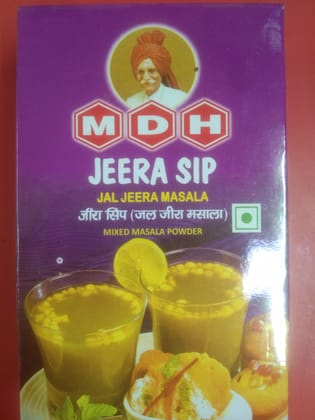 MDH
JEERA SIP
JAL JEERA MASALA
जीरा सिप (जल जीरा मसाला)
MIXED MASALA POWDER